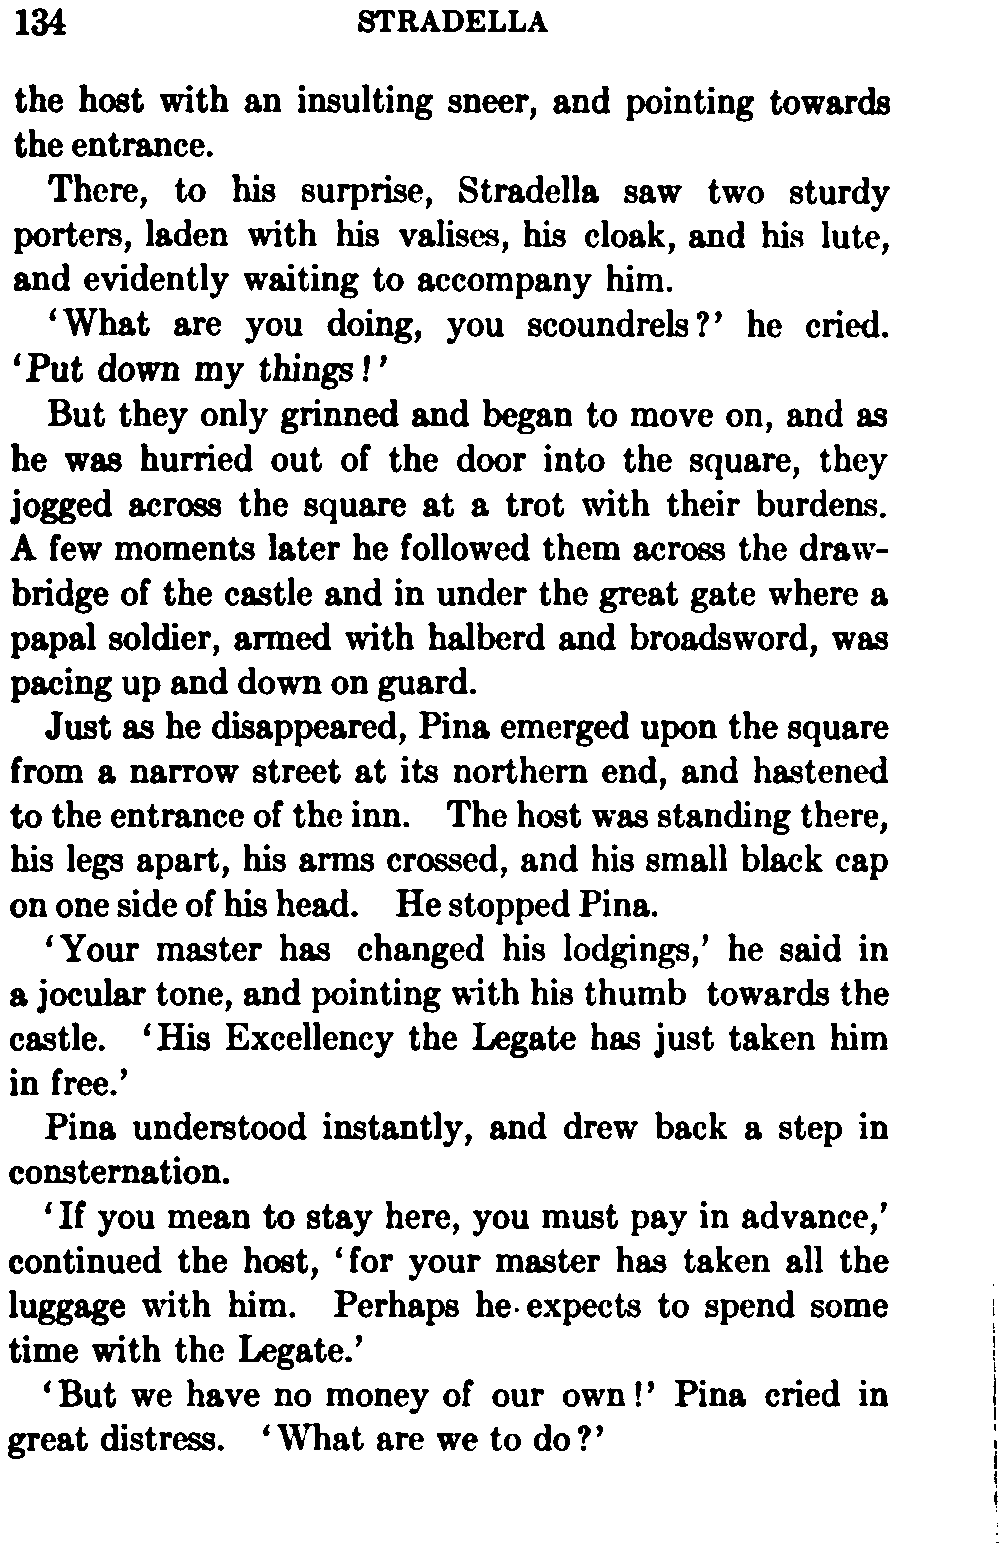 134 STRADELLA
the host with an insulting sneer, and pointing towards
the entrance.
There, to his surprise, Stradella saw two sturdy
porters, laden with his valises, his cloak, and his lute,
and evidently waiting to accompany him.
‘What are you doing, you scoundrels?’ he cried.
‘Put down my things!’
But they only grinned and began to move on, and as
he was hurried out of the door into the square, they
jogged across the square at a trot with their burdens.
A few moments later he followed them across the draw-
bridge of the castle and in under the great gate where a
papal soldier, armed with halberd and broadsword, was
pacing up and down on guard.
Just as he disappeared, Pina emerged upon the square
from a narrow street at its northern end, and hastened
to the entrance of the inn. The host was standing there,
his legs apart, his arms crossed, and his small black cap
on one side of his head. He stopped Pina.
‘Your master has changed his lodgings,’ he said in
a jocular tone, and pointing with his thumb towards the
castle. ‘His Excellency the Legate has just taken him
in free.’
Pina understood instantly, and drew back a step in
consternation.
‘If you mean to stay here, you must pay in advance,’
continued the host, ‘for your master has taken all the
luggage with him. Perhaps he expects to spend some
time with the Legate.’
‘But we have no money of our own!’ Pina cried in
great distress. ‘What are we to do?’